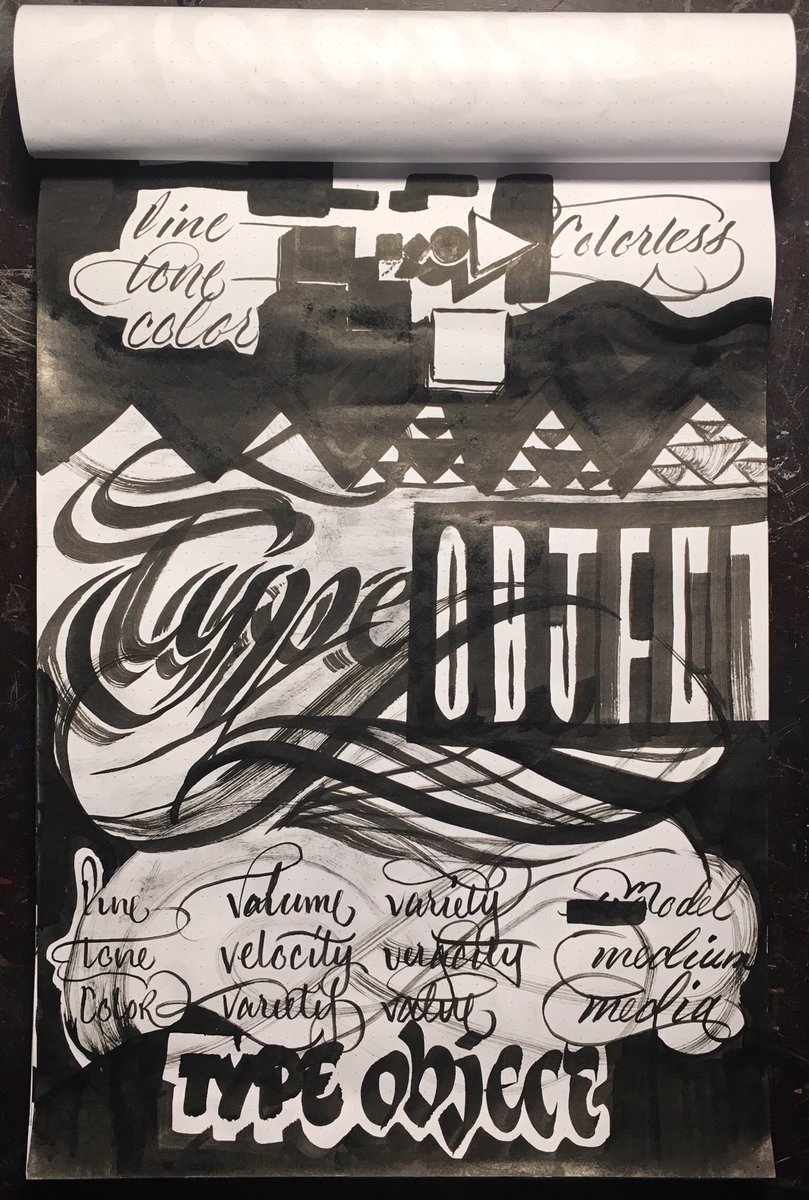 line
tone
color
Colorless
Type OBJECT
line volume variety Model
tone velocity veracity medium
Color variety value media
TYPE object